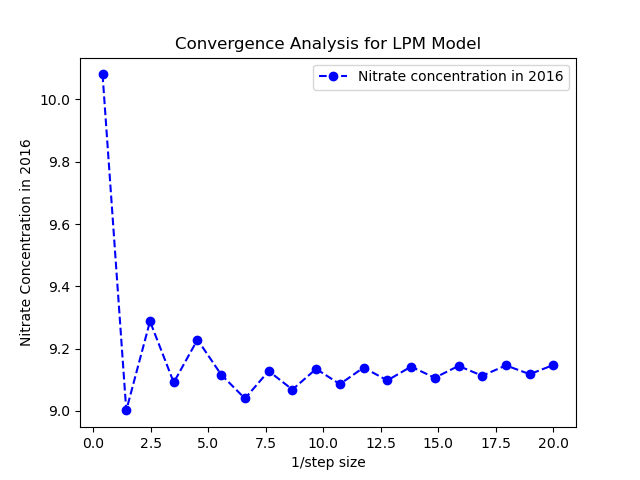 Convergence Analysis for LPM Model
Nitrate concentration in 2016
Nitrate Concentration in 2016
10.0
9.8
9.6
9.4
9.2
9.0
0.0 2.5 5.0 7.5 10.0 12.5 15.0 17.5 20.0
1/step size